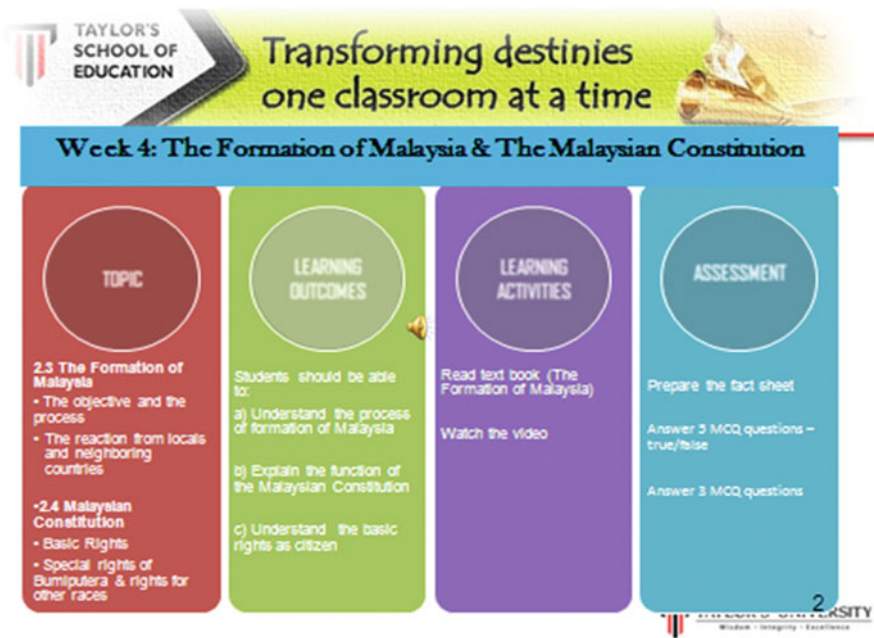 TAYLOR'S
SCHOOL OF
EDUCATION
Transforming destinies
one classroom at a time
Week 4: The Formation of Malaysia & The Malaysian Constitution
TOPIC
2.3 The Formation of
Malaysia
• The objective and the
process
• The reaction from locals
and neighboring
countries
•2.4 Malaysian
Constitution
• Basic Rights
• Special rights of
Bumiputera & rights for
other races
LEARNING
OUTCOMES
Students should be able
to:
a) Understand the process
of formation of Malaysia
b) Explain the function of
the Malaysian Constitution
c) Understand the basic
rights as citizen
LEARNING
ACTIVITIES
Read text book (The
Formation of Malaysia)
Watch the video
ASSESSMENT
Prepare the fact sheet
Answer 5 MCQ questions –
true/false
Answer 3 MCQ questions
2
TAYLOR'S UNIVERSITY
Wisdom · Integrity · Excellence